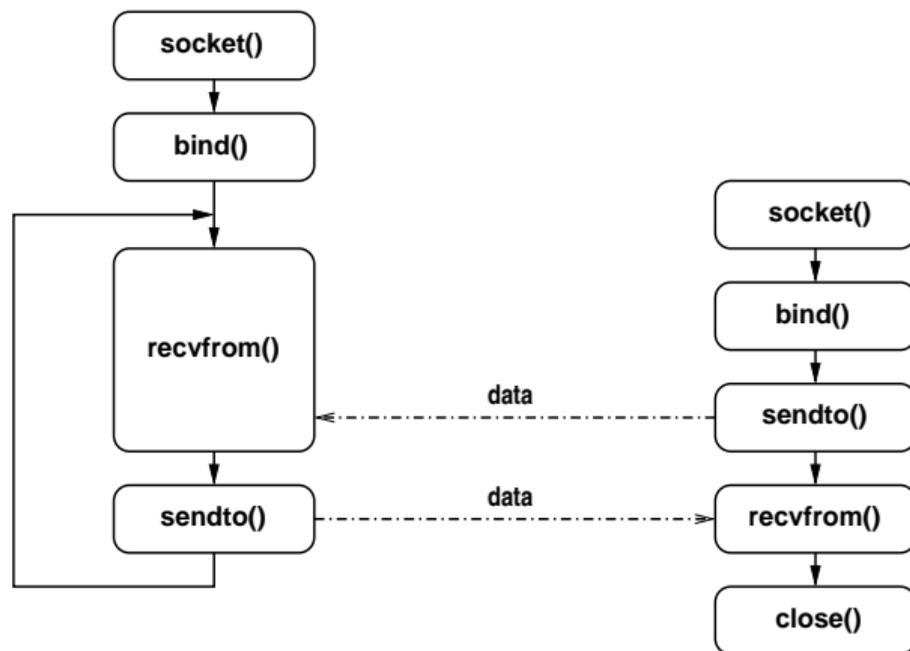 socket()
bind()
recvfrom()
sendto()
socket()
bind()
sendto()
recvfrom()
close()
data
data